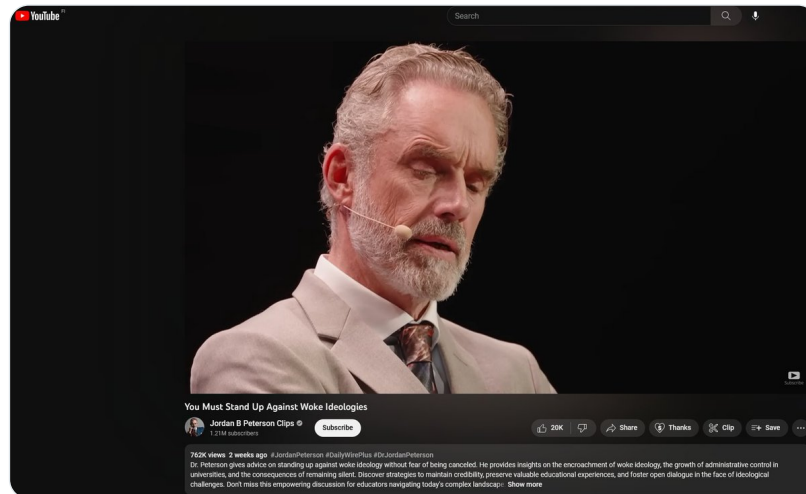 YouTube FI
Search
Subscribe
You Must Stand Up Against Woke Ideologies
Jordan B Peterson Clips
1.21M subscribers
Subscribe
20K
Share
Thanks
Clip
Save
762K views 2 weeks ago #JordanPeterson #DailyWirePlus #DrJordanPeterson
Dr. Peterson gives advice on standing up against woke ideology without fear of being canceled. He provides insights on the encroachment of woke ideology, the growth of administrative control in
universities, and the consequences of remaining silent. Discover strategies to maintain credibility, preserve valuable educational experiences, and foster open dialogue in the face of ideological
challenges. Don't miss this empowering discussion for educators navigating today's complex landscape Show more